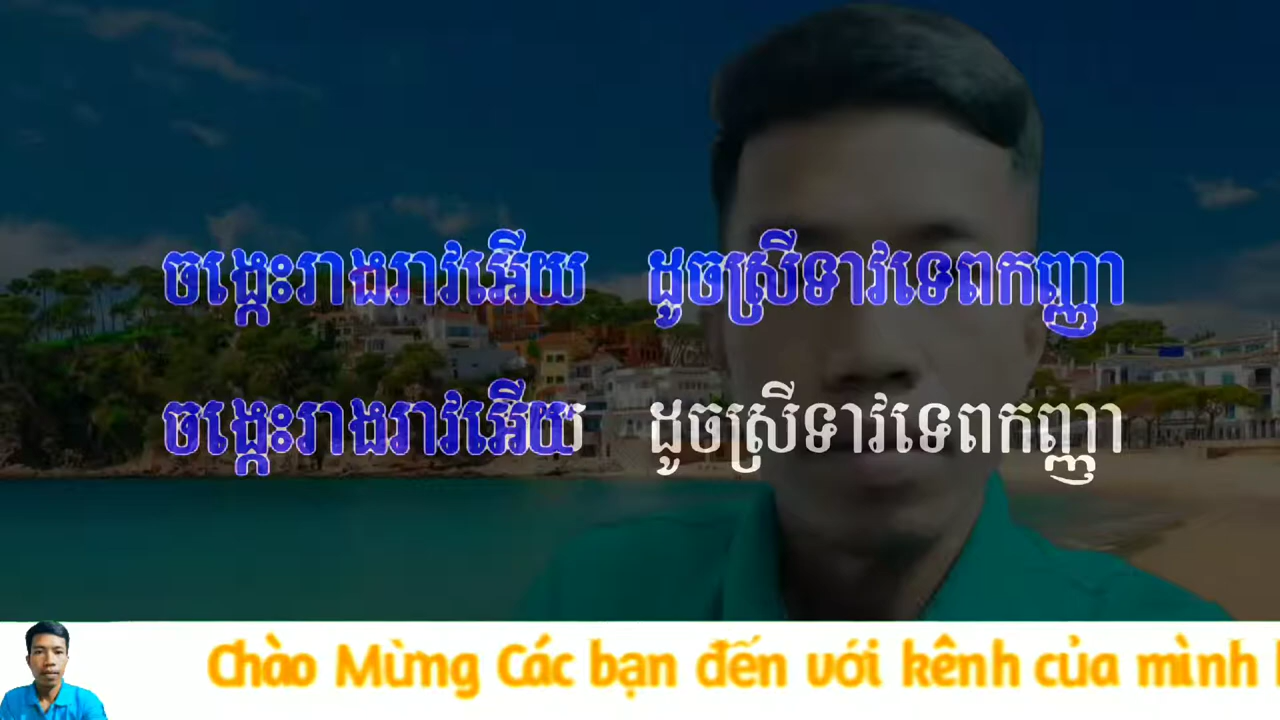 ចង្កេះរាងរាវអើយ ដូចស្រីទាវទេពកញ្ញា
ចង្កេះរាងរាវអើយ ដូចស្រីទាវទេពកញ្ញា
Chào Mừng Các bạn đến với kênh của mình